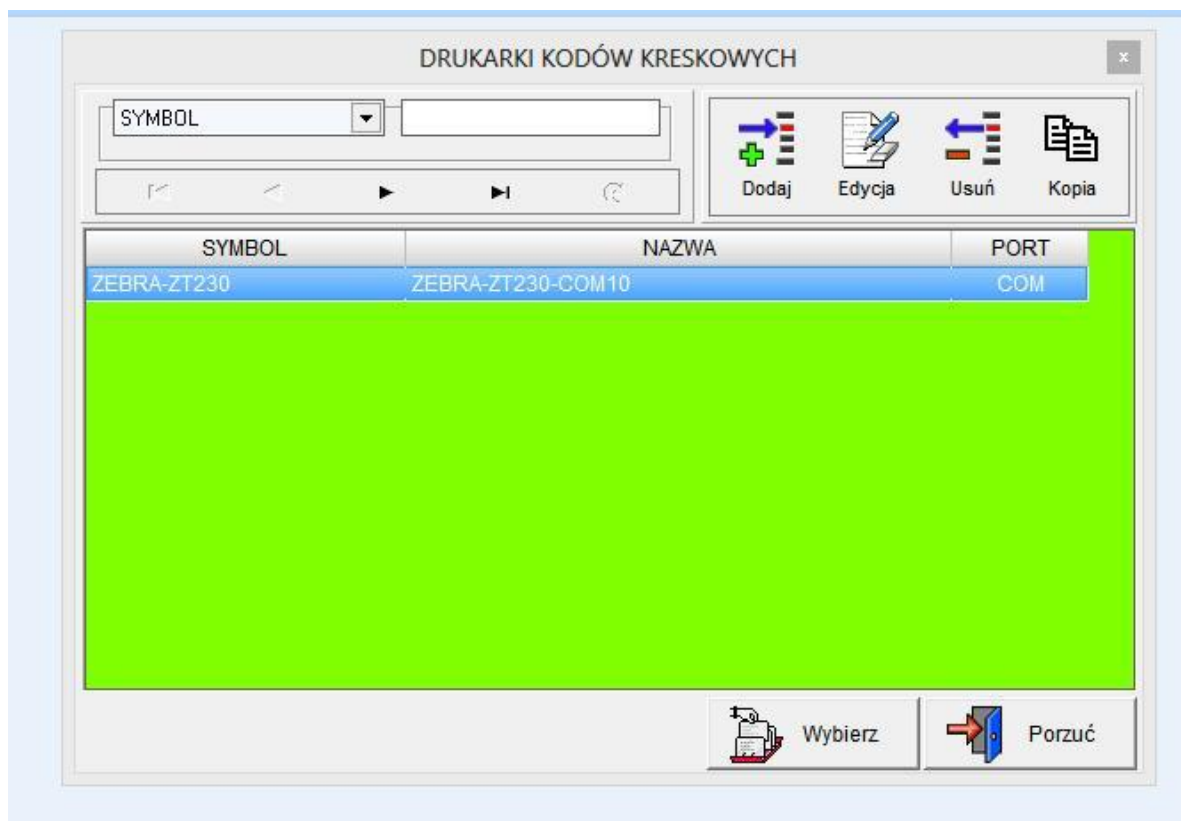 DRUKARKI KODÓW KRESKOWYCH
x
SYMBOL
Dodaj Edycja Usuń Kopia
SYMBOL NAZWA PORT
ZEBRA-ZT230 ZEBRA-ZT230-COM10 COM
Wybierz Porzuć